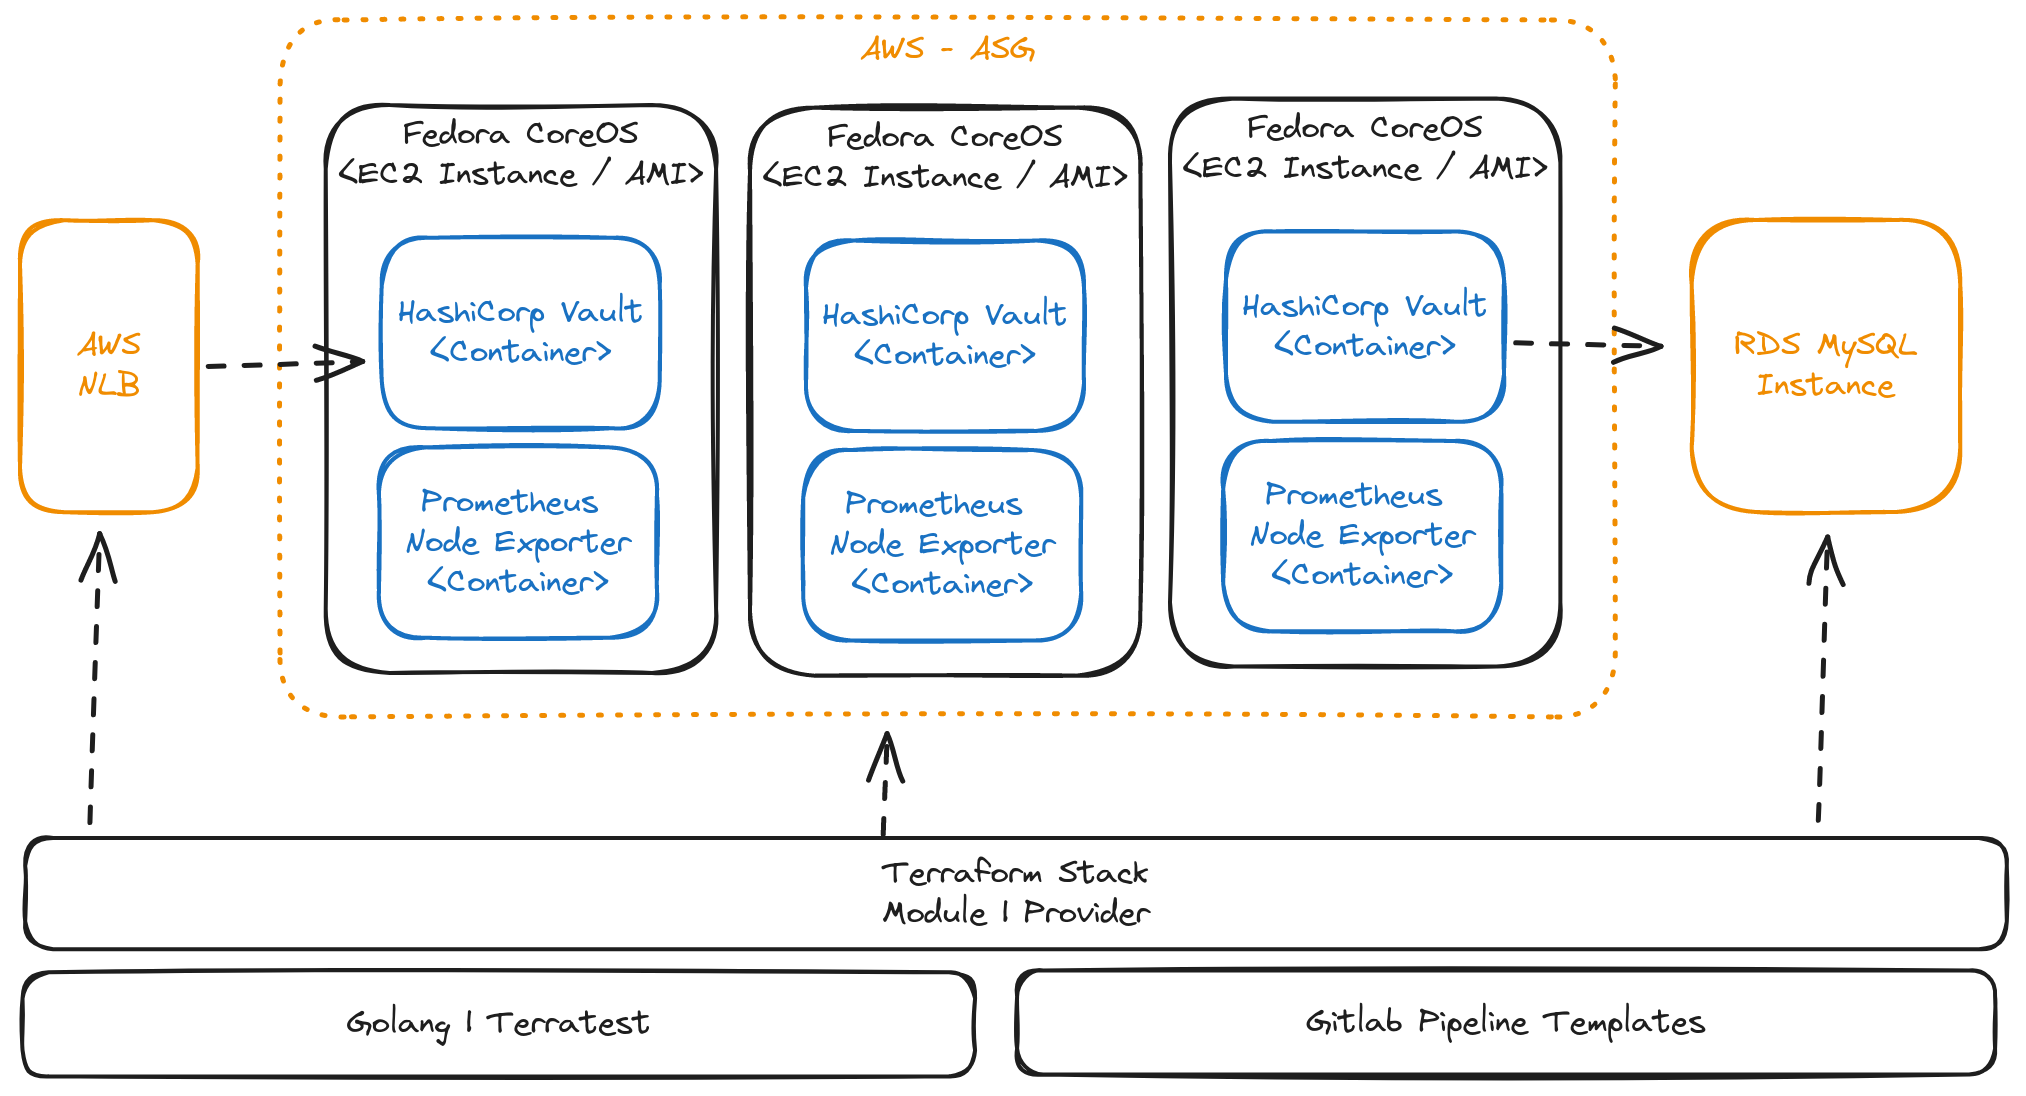 AWS - ASG
Fedora CoreOS
<EC2 Instance / AMI>
HashiCorp Vault
<Container>
Prometheus
Node Exporter
<Container>
Fedora CoreOS
<EC2 Instance / AMI>
HashiCorp Vault
<Container>
Prometheus
Node Exporter
<Container>
Fedora CoreOS
<EC2 Instance / AMI>
HashiCorp Vault
<Container>
Prometheus
Node Exporter
<Container>
AWS
NLB
RDS MySQL
Instance
Terraform Stack
Module | Provider
Golang | Terratest
Gitlab Pipeline Templates